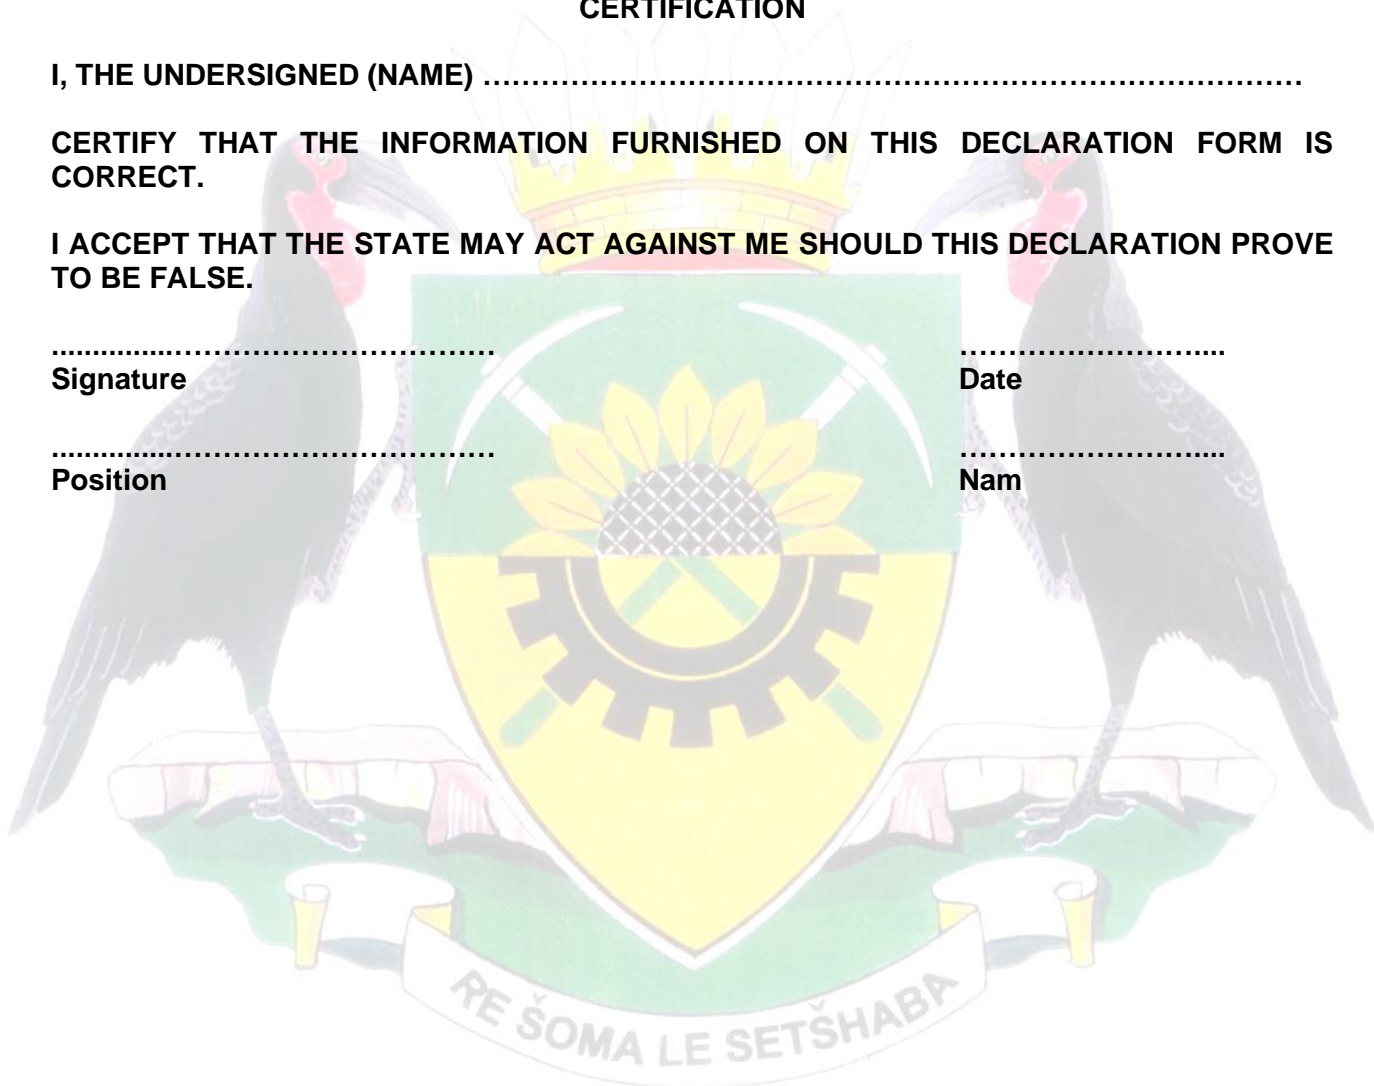 CERTIFICATION
I, THE UNDERSIGNED (NAME) ……………………………………………………………………………
CERTIFY THAT THE INFORMATION FURNISHED ON THIS DECLARATION FORM IS
CORRECT.
I ACCEPT THAT THE STATE MAY ACT AGAINST ME SHOULD THIS DECLARATION PROVE
TO BE FALSE.
...............…………………………… …………………….... 
Signature Date
...............…………………………… ……………………....
Position Nam
RE ŠOMA LE SETŠHABA